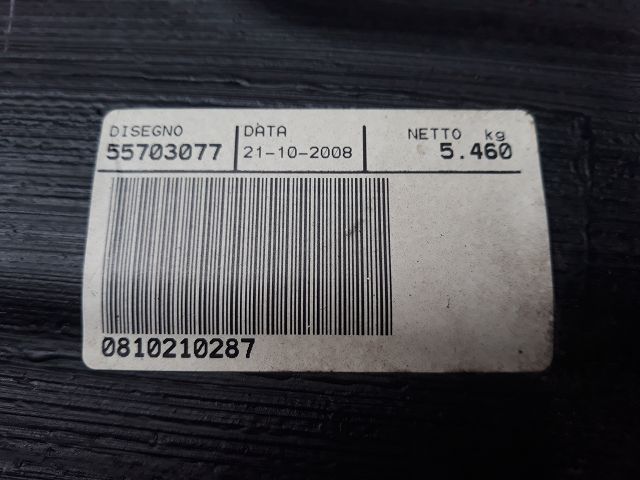 DISEGNO DATA NETTO kg
55703077 21-10-2008 5.460
0810210287